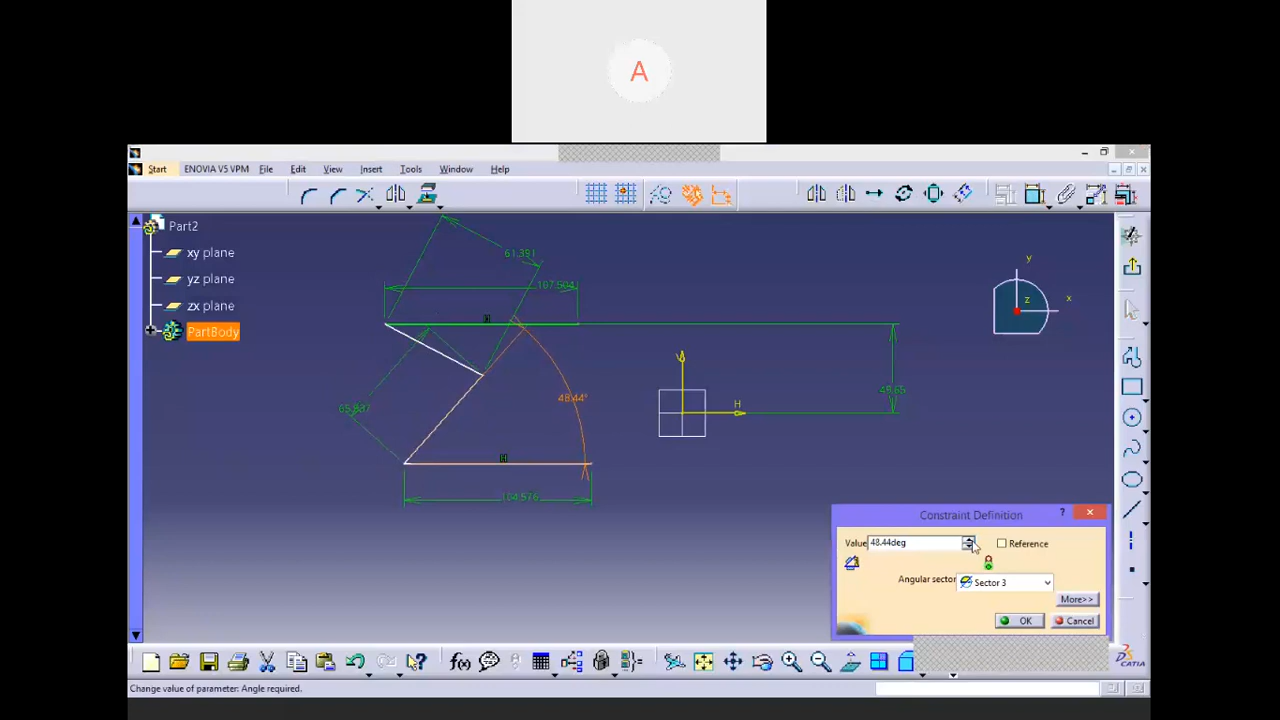 A
Start ENOVIA V5 VPM File Edit View Insert Tools Window Help
Part2
xy plane
yz plane
zx plane
PartBody
y
x
z
61.391
107.504
H
48.44°
65.937
49.65
V
H
H
104.576
Constraint Definition ? 
Value 48.44deg Reference
Angular sector Sector 3
More>>
OK Cancel
f(x)
CATIA
Change value of parameter: Angle required.